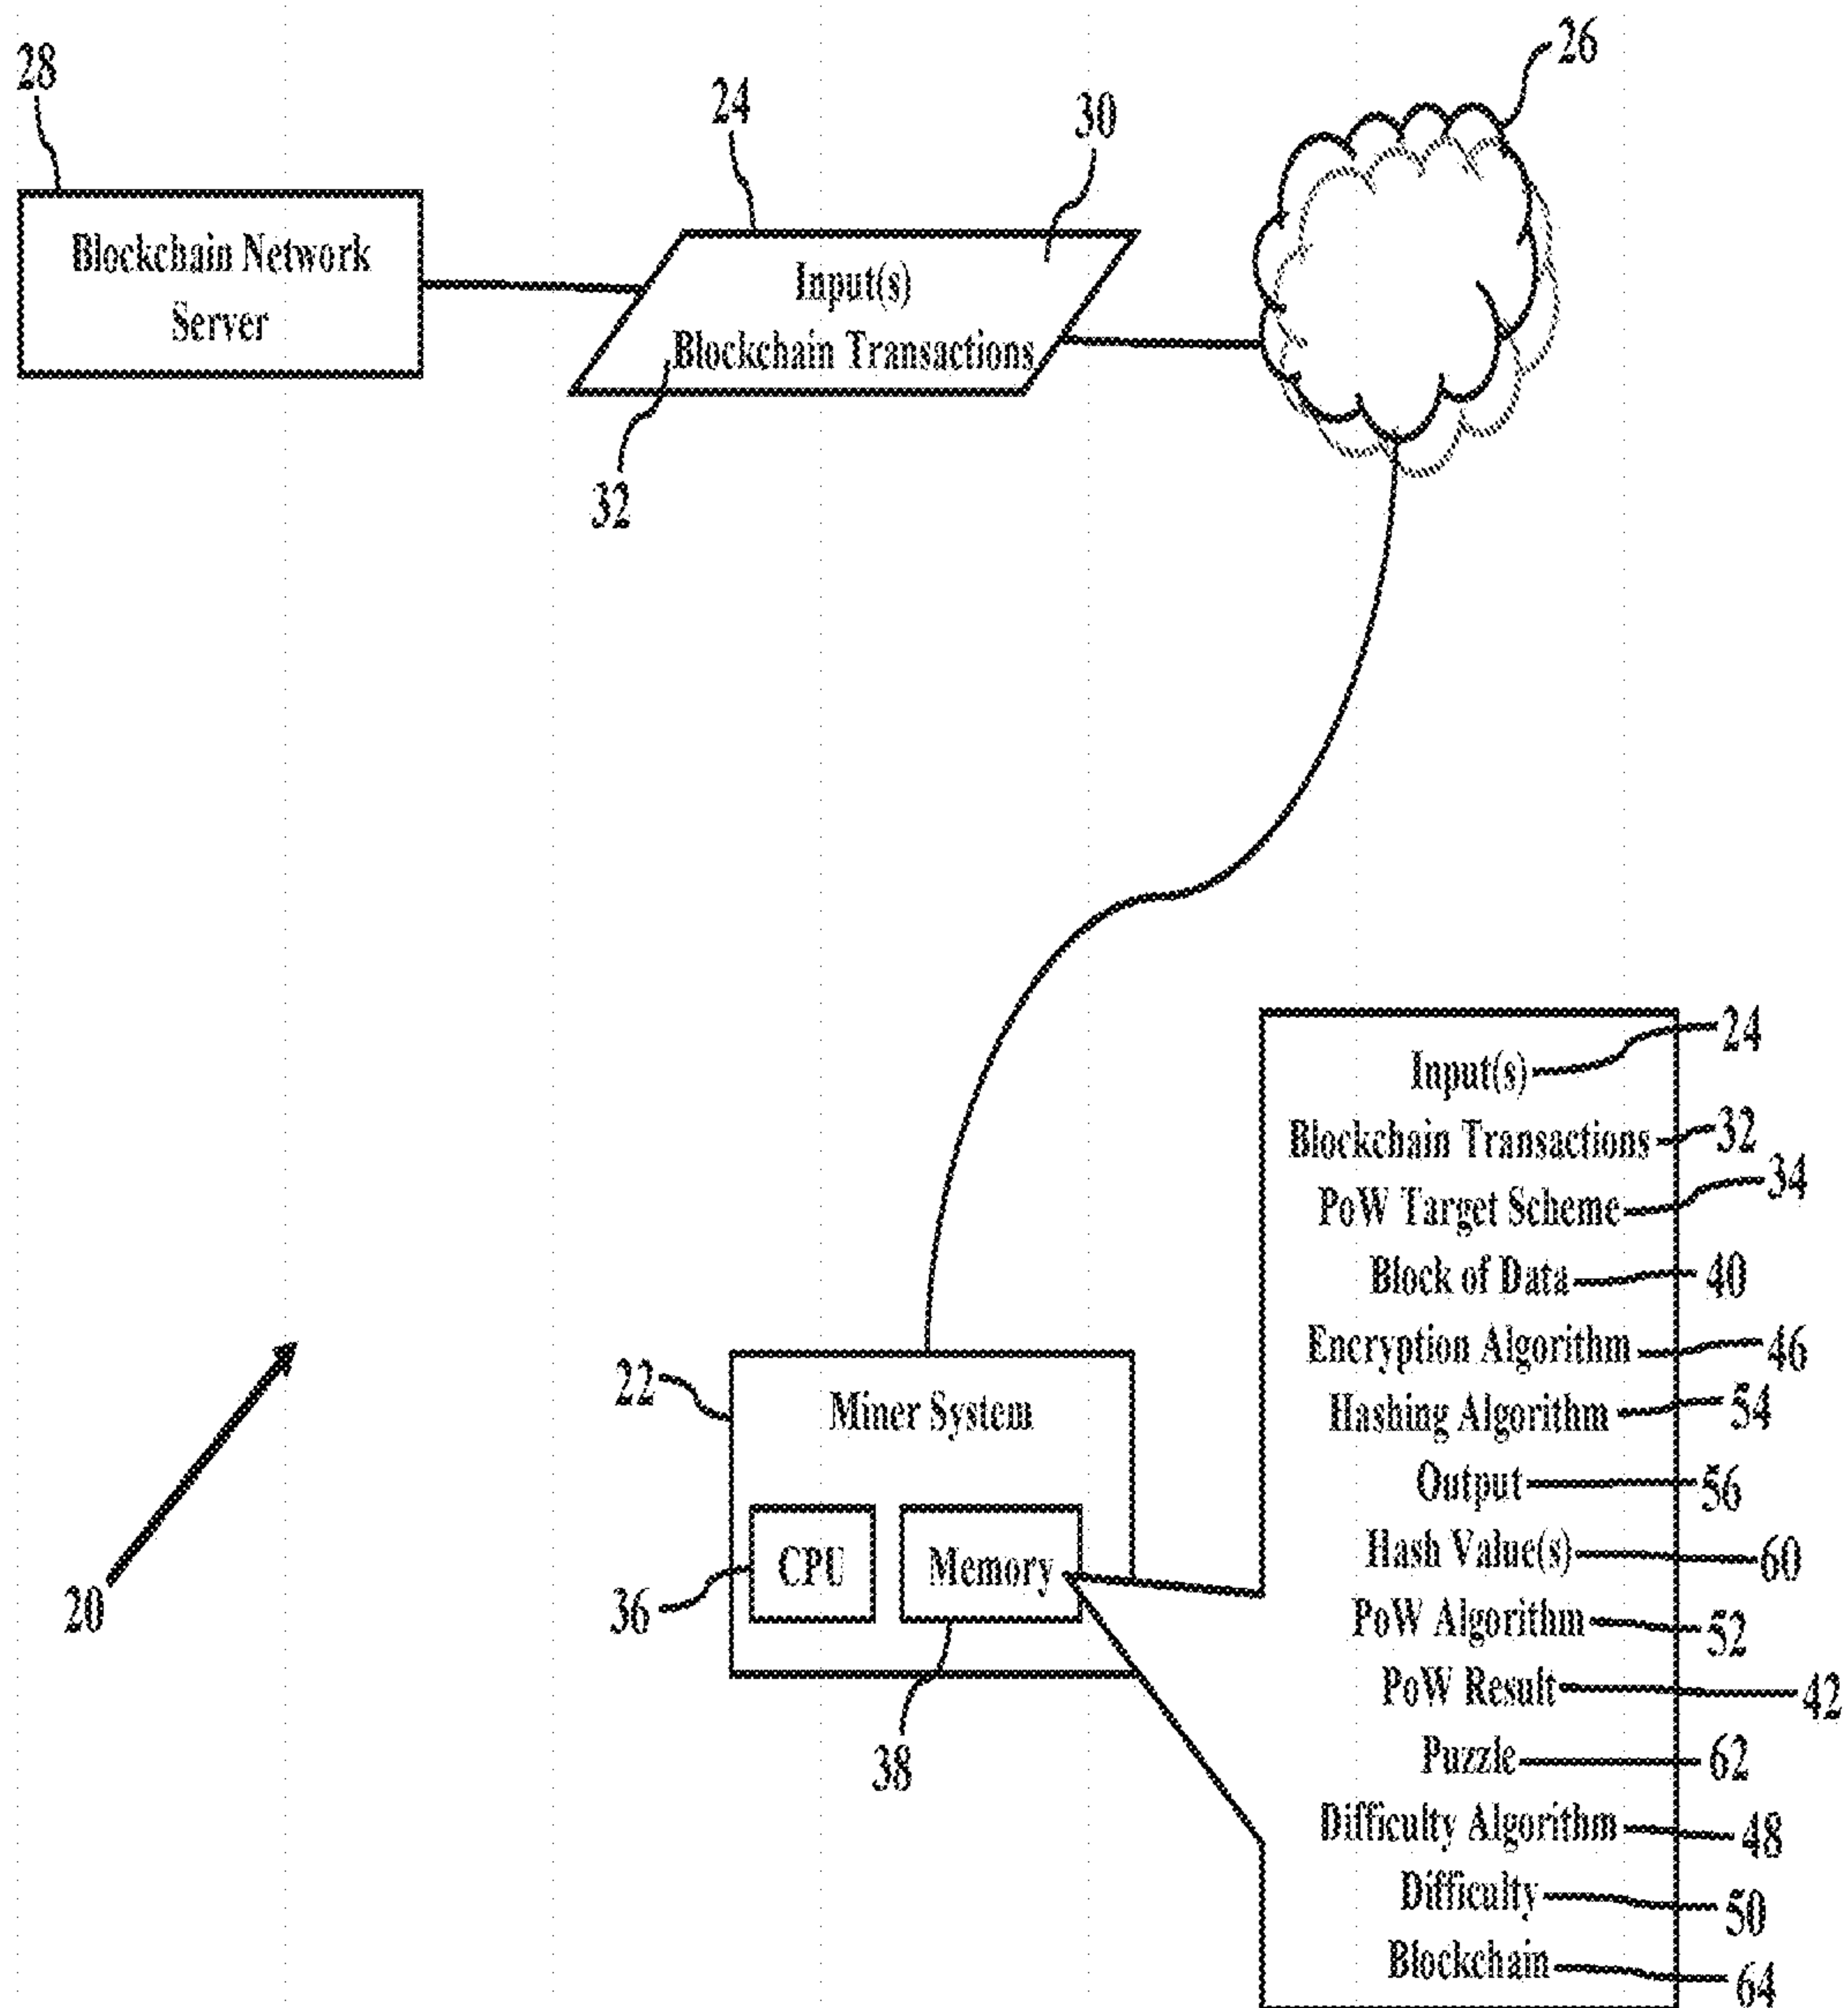 28
24
30
26
Blockchain Network
Server
Input(s)
Blockchain Transactions
32
24
Input(s)
Blockchain Transactions
32
PoW Target Scheme
34
Block of Data
40
Encryption Algorithm
46
Hashing Algorithm
54
Output
56
Hash Value(s)
60
PoW Algorithm
52
PoW Result
42
Puzzle
62
Difficulty Algorithm
48
Difficulty
50
Blockchain
64
22
Miner System
CPU
Memory
36
38
20